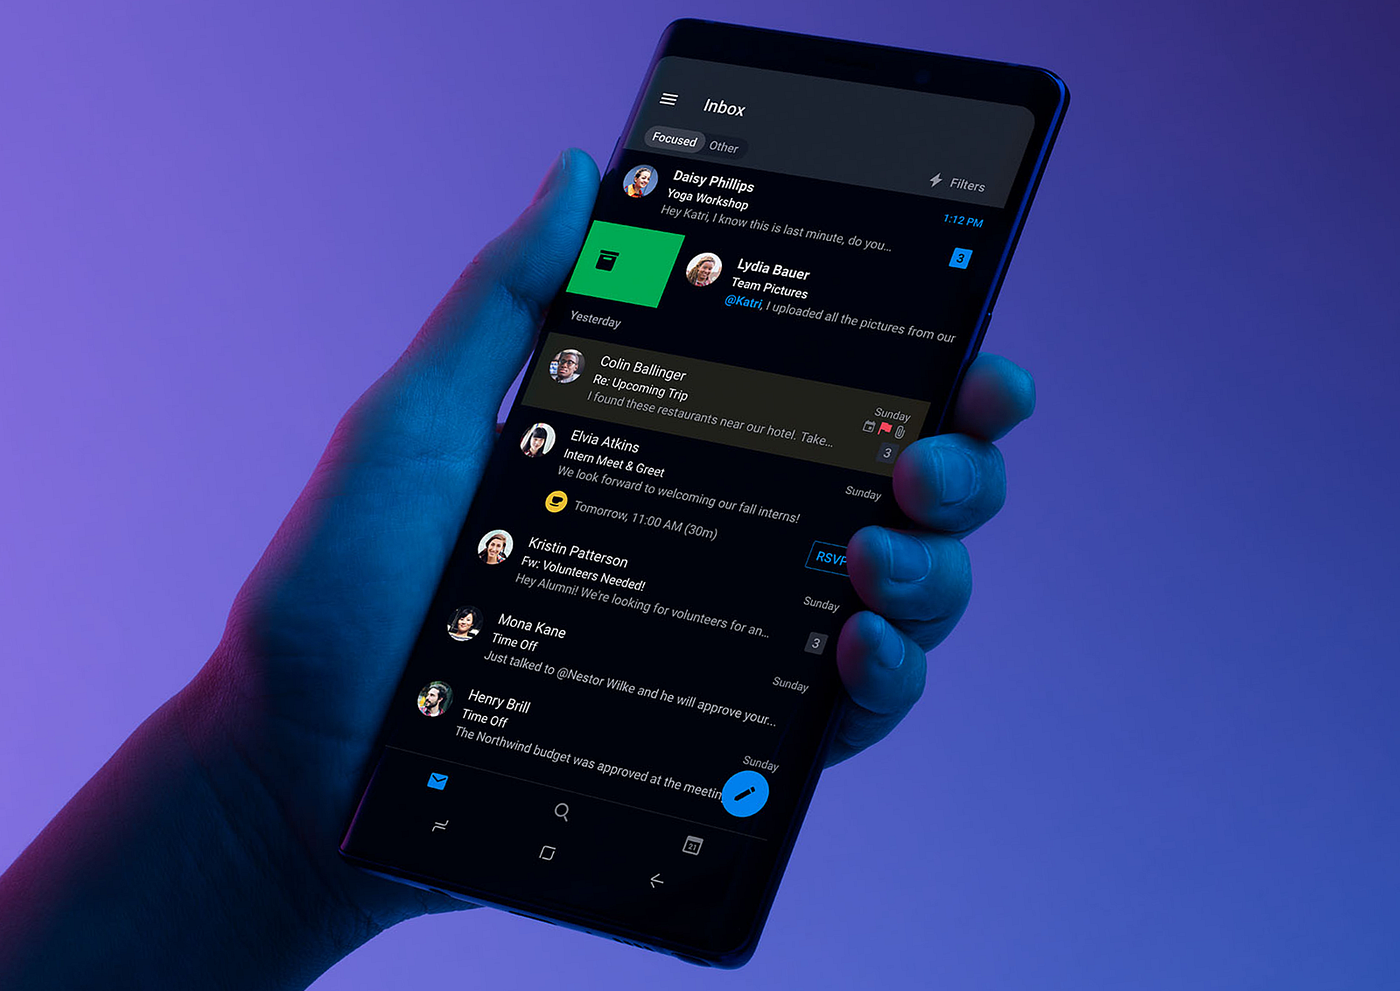 Inbox
Focused Other
Filters
Daisy Phillips
Yoga Workshop
1:12 PM
Hey Katri, I know this is last minute, do you...
3
Lydia Bauer
Team Pictures
@Katri, I uploaded all the pictures from our
Yesterday
Colin Ballinger
Re: Upcoming Trip
Sunday
I found these restaurants near our hotel. Take...
3
Elvia Atkins
Intern Meet & Greet
Sunday
We look forward to welcoming our fall interns!
Tomorrow, 11:00 AM (30m)
RSVP
Kristin Patterson
Fw: Volunteers Needed!
Sunday
Hey Alumni! We're looking for volunteers for an...
3
Mona Kane
Time Off
Sunday
Just talked to @Nestor Wilke and he will approve your...
Henry Brill
Time Off
Sunday
The Northwind budget was approved at the meetin
21